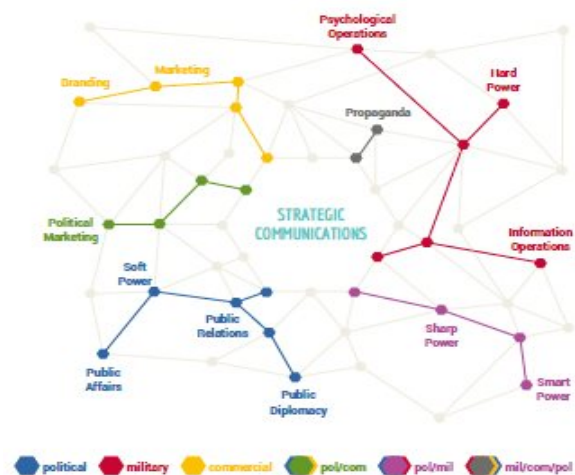 Psychological
Operations
Marketing
Branding
Hard
Power
Propaganda
STRATEGIC
COMMUNICATIONS
Political
Marketing
Information
Operations
Soft
Power
Public
Relations
Sharp
Power
Public
Affairs
Public
Diplomacy
Smart
Power
political military commercial pol/com pol/mil mil/com/pol